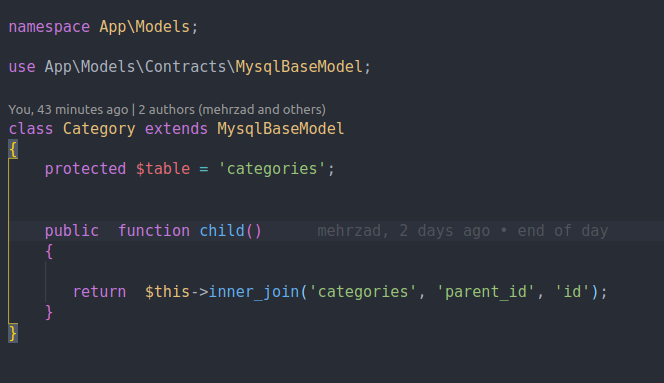 namespace App\Models;
use App\Models\Contracts\MysqlBaseModel;
You, 43 minutes ago | 2 authors (mehrzad and others)
class Category extends MysqlBaseModel
{
protected $table = 'categories';
public  function child() mehrzad, 2 days ago • end of day
{
return  $this->inner_join('categories', 'parent_id', 'id');
}
}